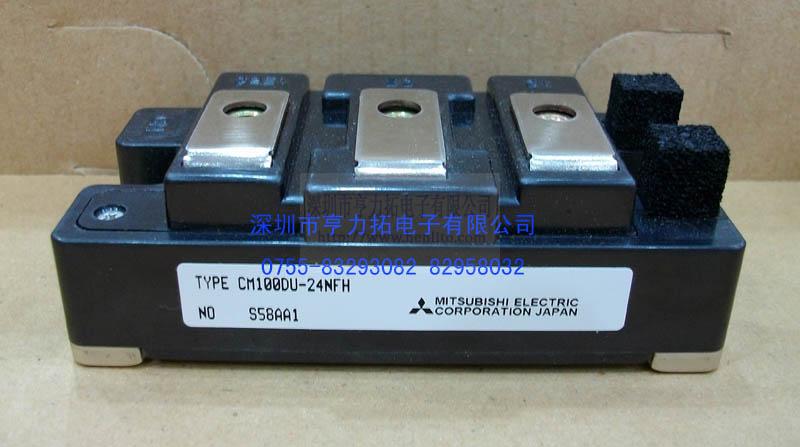 深圳市亨力拓电子有限公司
0755-83293082 82958032
TYPE CM100DU-24NFH
NO S58AA1
MITSUBISHI ELECTRIC
CORPORATION JAPAN